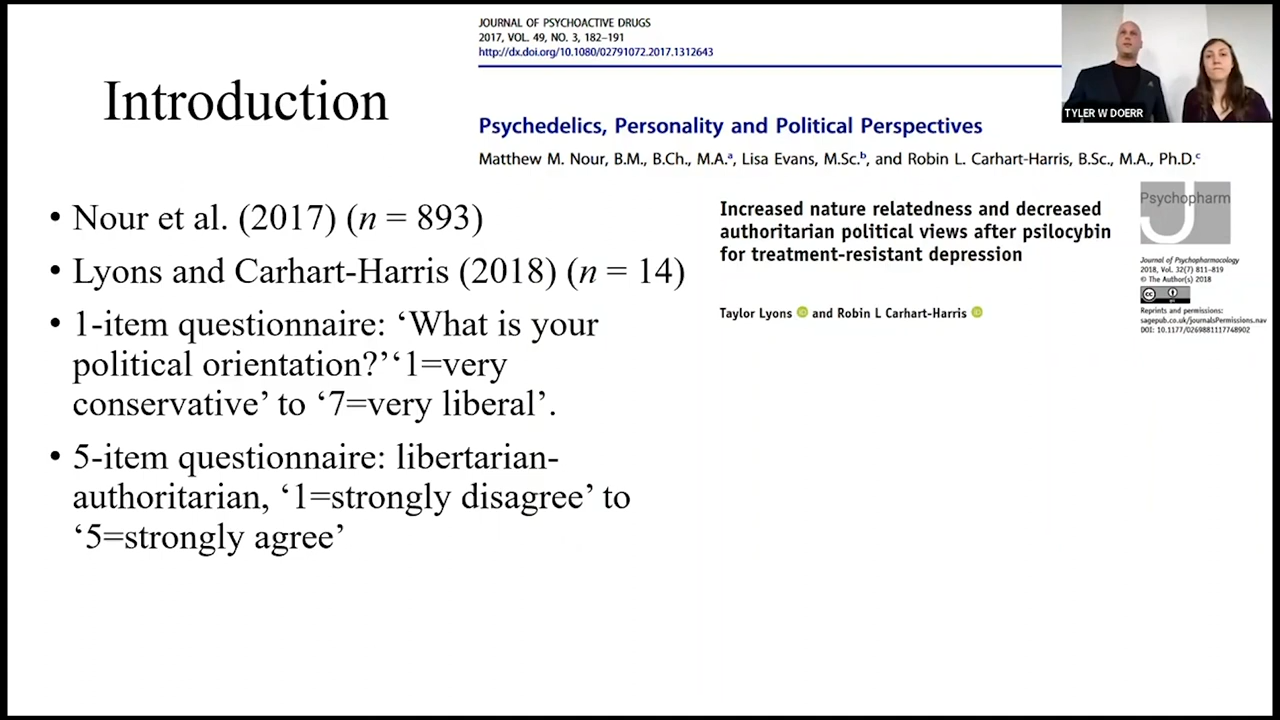 JOURNAL OF PSYCHOACTIVE DRUGS
2017, VOL. 49, NO. 3, 182–191
http://dx.doi.org/10.1080/02791072.2017.1312643
Introduction
Psychedelics, Personality and Political Perspectives
Matthew M. Nour, B.M., B.Ch., M.A.ᵃ, Lisa Evans, M.Sc.ᵇ, and Robin L. Carhart-Harris, B.Sc., M.A., Ph.D.ᶜ
TYLER W DOERR
• Nour et al. (2017) (n = 893)
• Lyons and Carhart-Harris (2018) (n = 14)
• 1-item questionnaire: ‘What is your
political orientation?’‘1=very
conservative’ to ‘7=very liberal’.
• 5-item questionnaire: libertarian-
authoritarian, ‘1=strongly disagree’ to
‘5=strongly agree’
Increased nature relatedness and decreased
authoritarian political views after psilocybin
for treatment-resistant depression
Taylor Lyons and Robin L Carhart-Harris
Psychopharm
Journal of Psychopharmacology
2018, Vol. 32(7) 811–819
© The Author(s) 2018
Reprints and permissions:
sagepub.co.uk/journalsPermissions.nav
DOI: 10.1177/0269881117748902